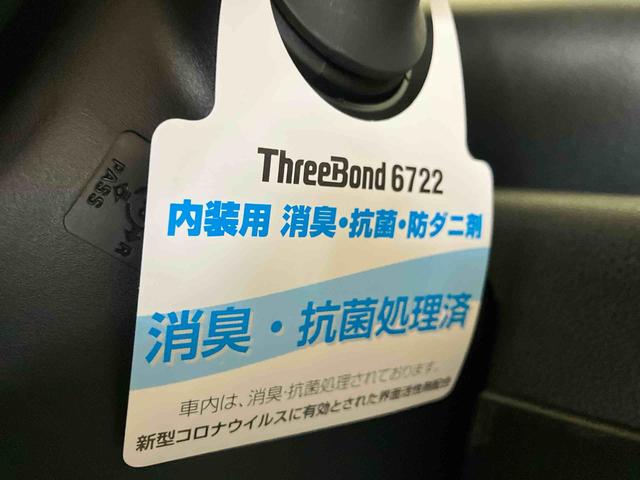 ThreeBond 6722
内装用 消臭・抗菌・防ダニ剤
消臭・抗菌処理済
車内は、消臭・抗菌処理されております。
新型コロナウイルスに有効とされた界面活性剤配合
PASS
AIR